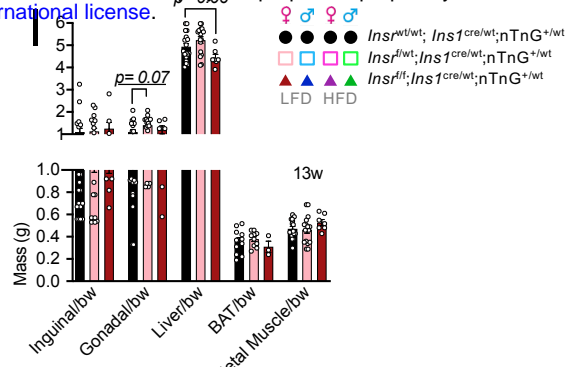 rnational license.
♀ ♂ ♀ ♂
Insr^wt/wt; Ins1^cre/wt;nTnG^+/wt
Insr^f/wt;Ins1^cre/wt;nTnG^+/wt
Insr^f/f;Ins1^cre/wt;nTnG^+/wt
LFD HFD
p= 0.07
6
5
4
3
2
1
13w
1.0
0.8
0.6
0.4
0.2
0.0
Mass (g)
Inguinal/bw
Gonadal/bw
Liver/bw
BAT/bw
etal Muscle/bw